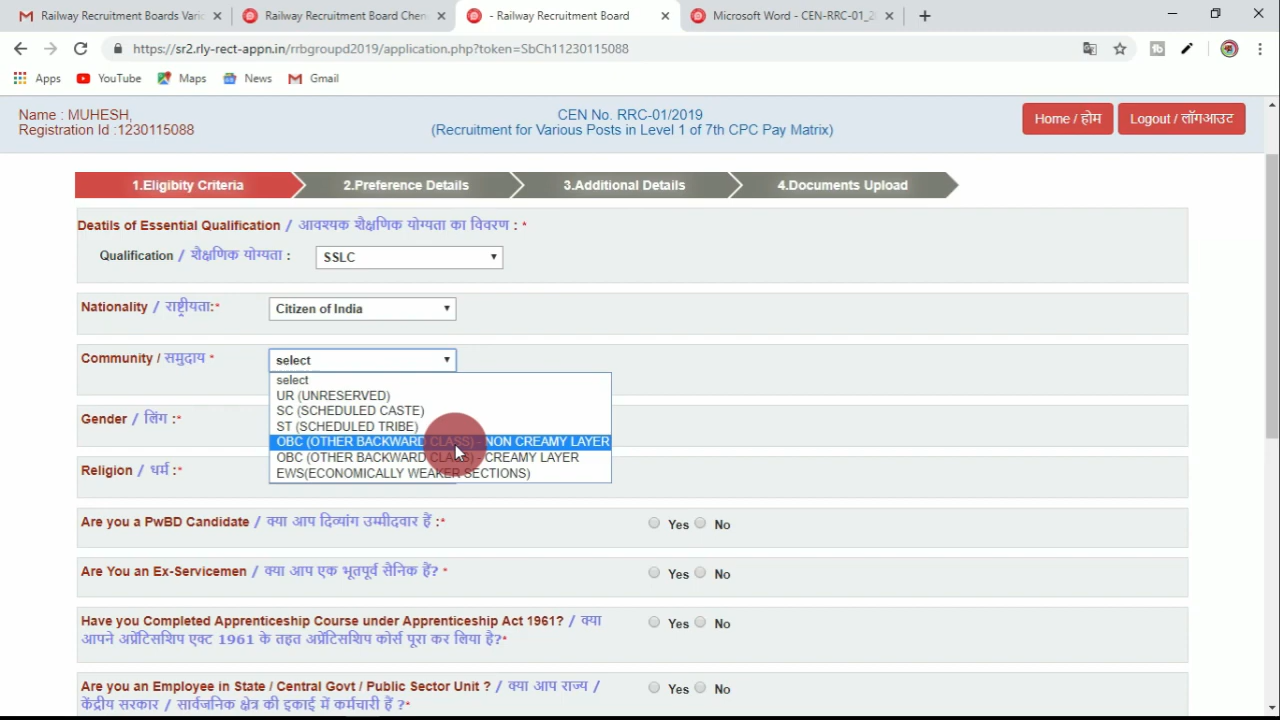 Railway Recruitment Boards Vari
Railway Recruitment Board Chen
- Railway Recruitment Board
Microsoft Word - CEN-RRC-01_2
https://sr2.rly-rect-appn.in/rrbgroupd2019/application.php?token=SbCh11230115088
Apps YouTube Maps News Gmail
Name : MUHESH,
Registration Id :1230115088
CEN No. RRC-01/2019
(Recruitment for Various Posts in Level 1 of 7th CPC Pay Matrix)
Home / होम
Logout / लॉगआउट
1.Eligibity Criteria
2.Preference Details
3.Additional Details
4.Documents Upload
Deatils of Essential Qualification / आवश्यक शैक्षणिक योग्यता का विवरण : *
Qualification / शैक्षणिक योग्यता : SSLC
Nationality / राष्ट्रीयता:* Citizen of India
Community / समुदाय * select
select
UR (UNRESERVED)
SC (SCHEDULED CASTE)
Gender / लिंग :*
ST (SCHEDULED TRIBE)
OBC (OTHER BACKWARD CLASS) - NON CREAMY LAYER
OBC (OTHER BACKWARD CLASS) - CREAMY LAYER
Religion / धर्म :*
EWS(ECONOMICALLY WEAKER SECTIONS)
Are you a PwBD Candidate / क्या आप दिव्यांग उम्मीदवार हैं :* Yes No
Are You an Ex-Servicemen / क्या आप एक भूतपूर्व सैनिक हैं? * Yes No
Have you Completed Apprenticeship Course under Apprenticeship Act 1961? / क्या Yes No
आपने अप्रेंटिसशिप एक्ट 1961 के तहत अप्रेंटिसशिप कोर्स पूरा कर लिया है?*
Are you an Employee in State / Central Govt / Public Sector Unit ? / क्या आप राज्य / Yes No
केंद्रीय सरकार / सार्वजनिक क्षेत्र की इकाई में कर्मचारी हैं ?*